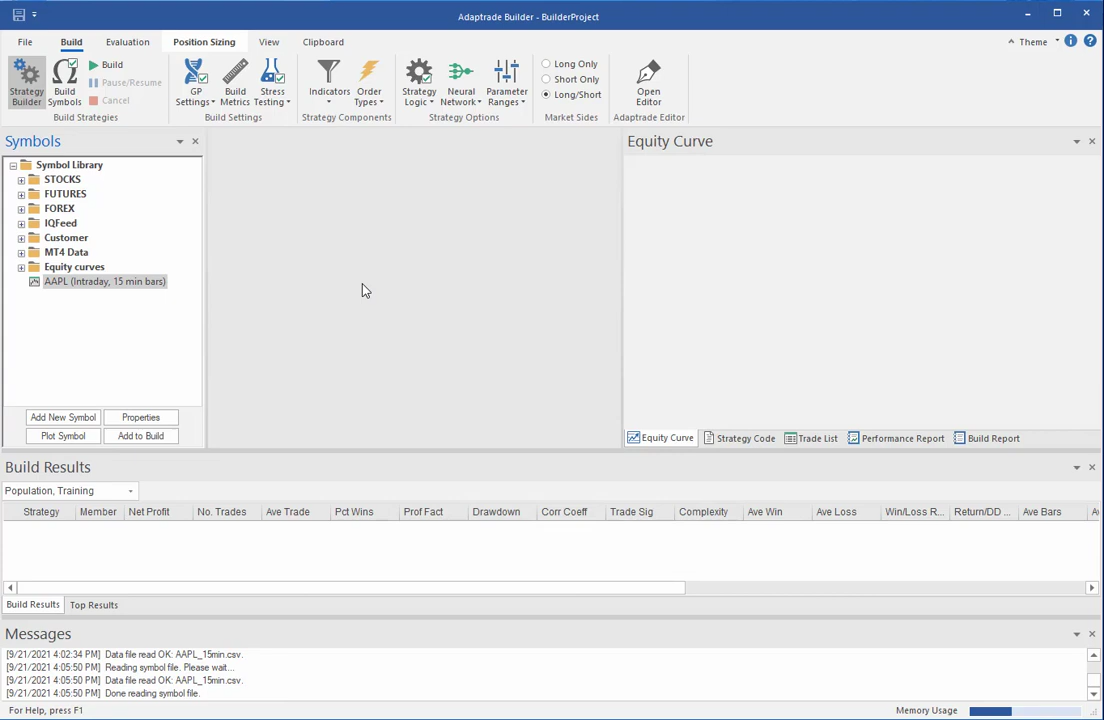 Adaptrade Builder - BuilderProject
File Build Evaluation Position Sizing View Clipboard Theme
Strategy Builder
Build Symbols
Build
Pause/Resume
Cancel
Build Strategies
GP Settings
Build Metrics
Stress Testing
Build Settings
Indicators
Order Types
Strategy Components
Strategy Logic
Neural Network
Parameter Ranges
Strategy Options
Long Only
Short Only
Long/Short
Market Sides
Open Editor
Adaptrade Editor
Symbols
Symbol Library
STOCKS
FUTURES
FOREX
IQFeed
Customer
MT4 Data
Equity curves
AAPL (Intraday, 15 min bars)
Add New Symbol Properties
Plot Symbol Add to Build
Equity Curve
Equity Curve Strategy Code Trade List Performance Report Build Report
Build Results
Population, Training
Strategy Member Net Profit No. Trades Ave Trade Pct Wins Prof Fact Drawdown Corr Coeff Trade Sig Complexity Ave Win Ave Loss Win/Loss R... Return/DD ... Ave Bars
Build Results Top Results
Messages
[9/21/2021 4:02:34 PM] Data file read OK: AAPL_15min.csv.
[9/21/2021 4:05:50 PM] Reading symbol file. Please wait...
[9/21/2021 4:05:50 PM] Data file read OK: AAPL_15min.csv.
[9/21/2021 4:05:50 PM] Done reading symbol file.
For Help, press F1 Memory Usage